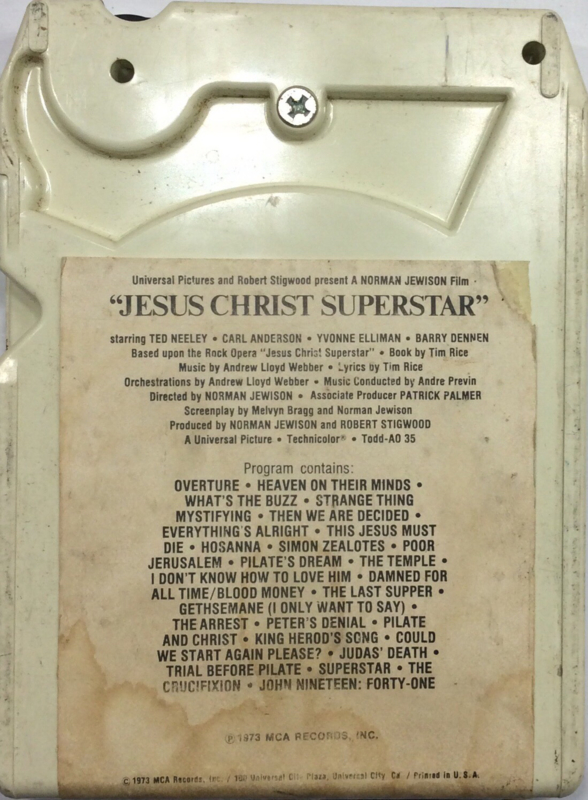 Universal Pictures and Robert Stigwood present A NORMAN JEWISON Film
"JESUS CHRIST SUPERSTAR"
starring TED NEELEY • CARL ANDERSON • YVONNE ELLIMAN • BARRY DENNEN
Based upon the Rock Opera "Jesus Christ Superstar" • Book by Tim Rice
Music by Andrew Lloyd Webber • Lyrics by Tim Rice
Orchestrations by Andrew Lloyd Webber • Music Conducted by Andre Previn
Directed by NORMAN JEWISON • Associate Producer PATRICK PALMER
Screenplay by Melvyn Bragg and Norman Jewison
Produced by NORMAN JEWISON and ROBERT STIGWOOD
A Universal Picture • Technicolor® • Todd-AO 35
Program contains:
OVERTURE • HEAVEN ON THEIR MINDS •
WHAT'S THE BUZZ • STRANGE THING
MYSTIFYING • THEN WE ARE DECIDED •
EVERYTHING'S ALRIGHT • THIS JESUS MUST
DIE • HOSANNA • SIMON ZEALOTES • POOR
JERUSALEM • PILATE'S DREAM • THE TEMPLE •
I DON'T KNOW HOW TO LOVE HIM • DAMNED FOR
ALL TIME/BLOOD MONEY • THE LAST SUPPER •
GETHSEMANE (I ONLY WANT TO SAY) •
THE ARREST • PETER'S DENIAL • PILATE
AND CHRIST • KING HEROD'S SONG • COULD
WE START AGAIN PLEASE? • JUDAS' DEATH •
TRIAL BEFORE PILATE • SUPERSTAR • THE
CRUCIFIXION • JOHN NINETEEN: FORTY-ONE
℗ 1973 MCA RECORDS, INC.
© 1973 MCA Records, Inc. / 100 Universal City Plaza, Universal City, Ca. / Printed in U.S.A.